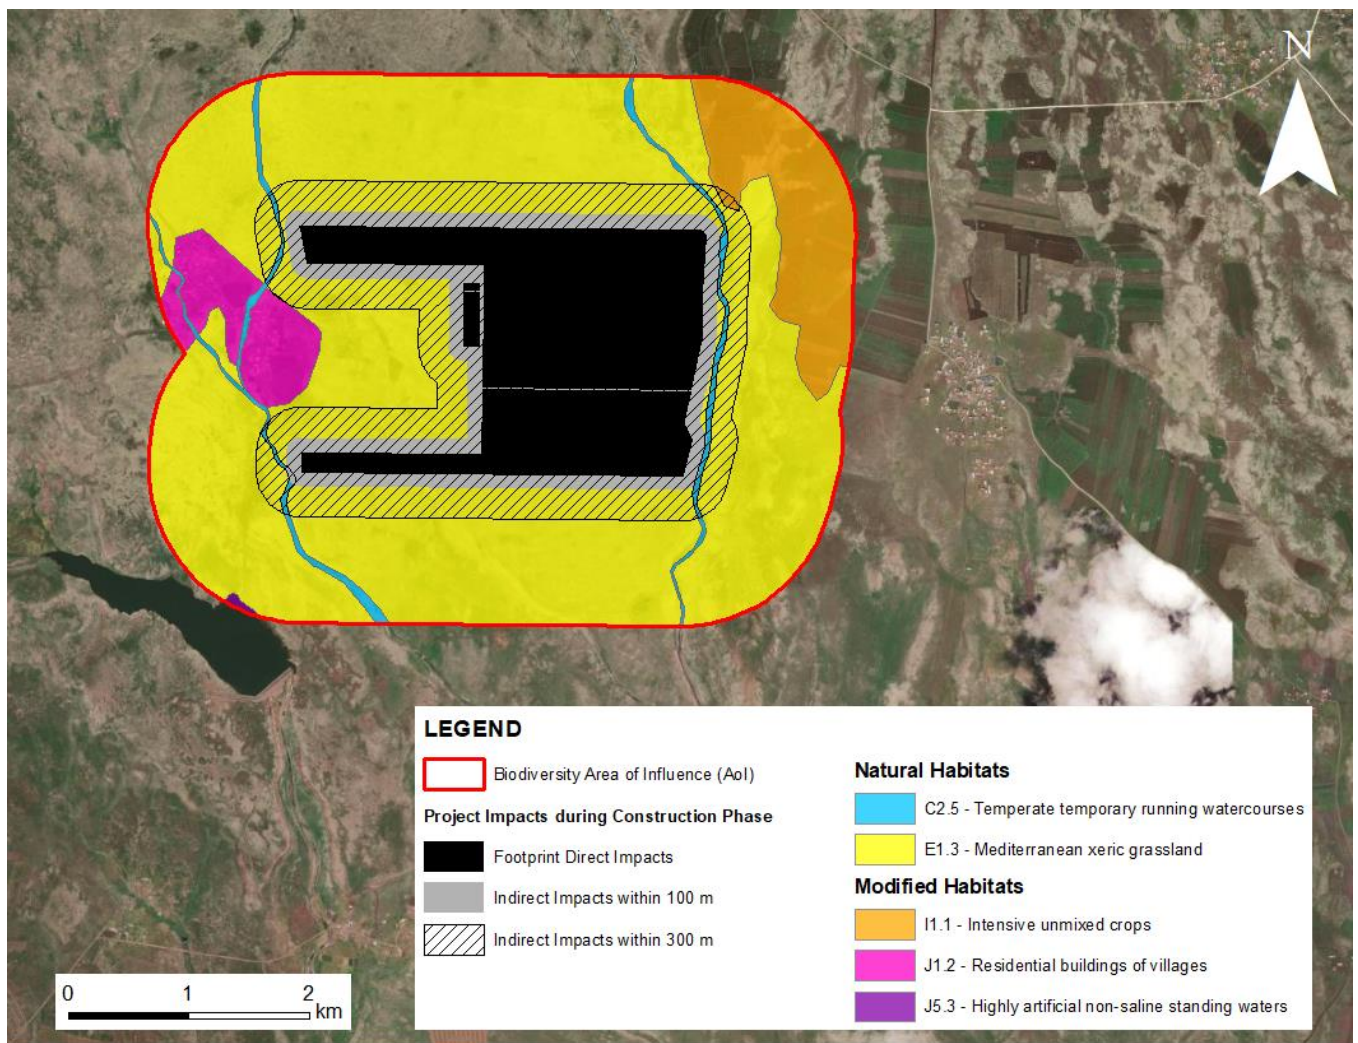 N
LEGEND
Biodiversity Area of Influence (AoI)
Project Impacts during Construction Phase
Footprint Direct Impacts
Indirect Impacts within 100 m
Indirect Impacts within 300 m
Natural Habitats
C2.5 - Temperate temporary running watercourses
E1.3 - Mediterranean xeric grassland
Modified Habitats
I1.1 - Intensive unmixed crops
J1.2 - Residential buildings of villages
J5.3 - Highly artificial non-saline standing waters
0 1 2
km